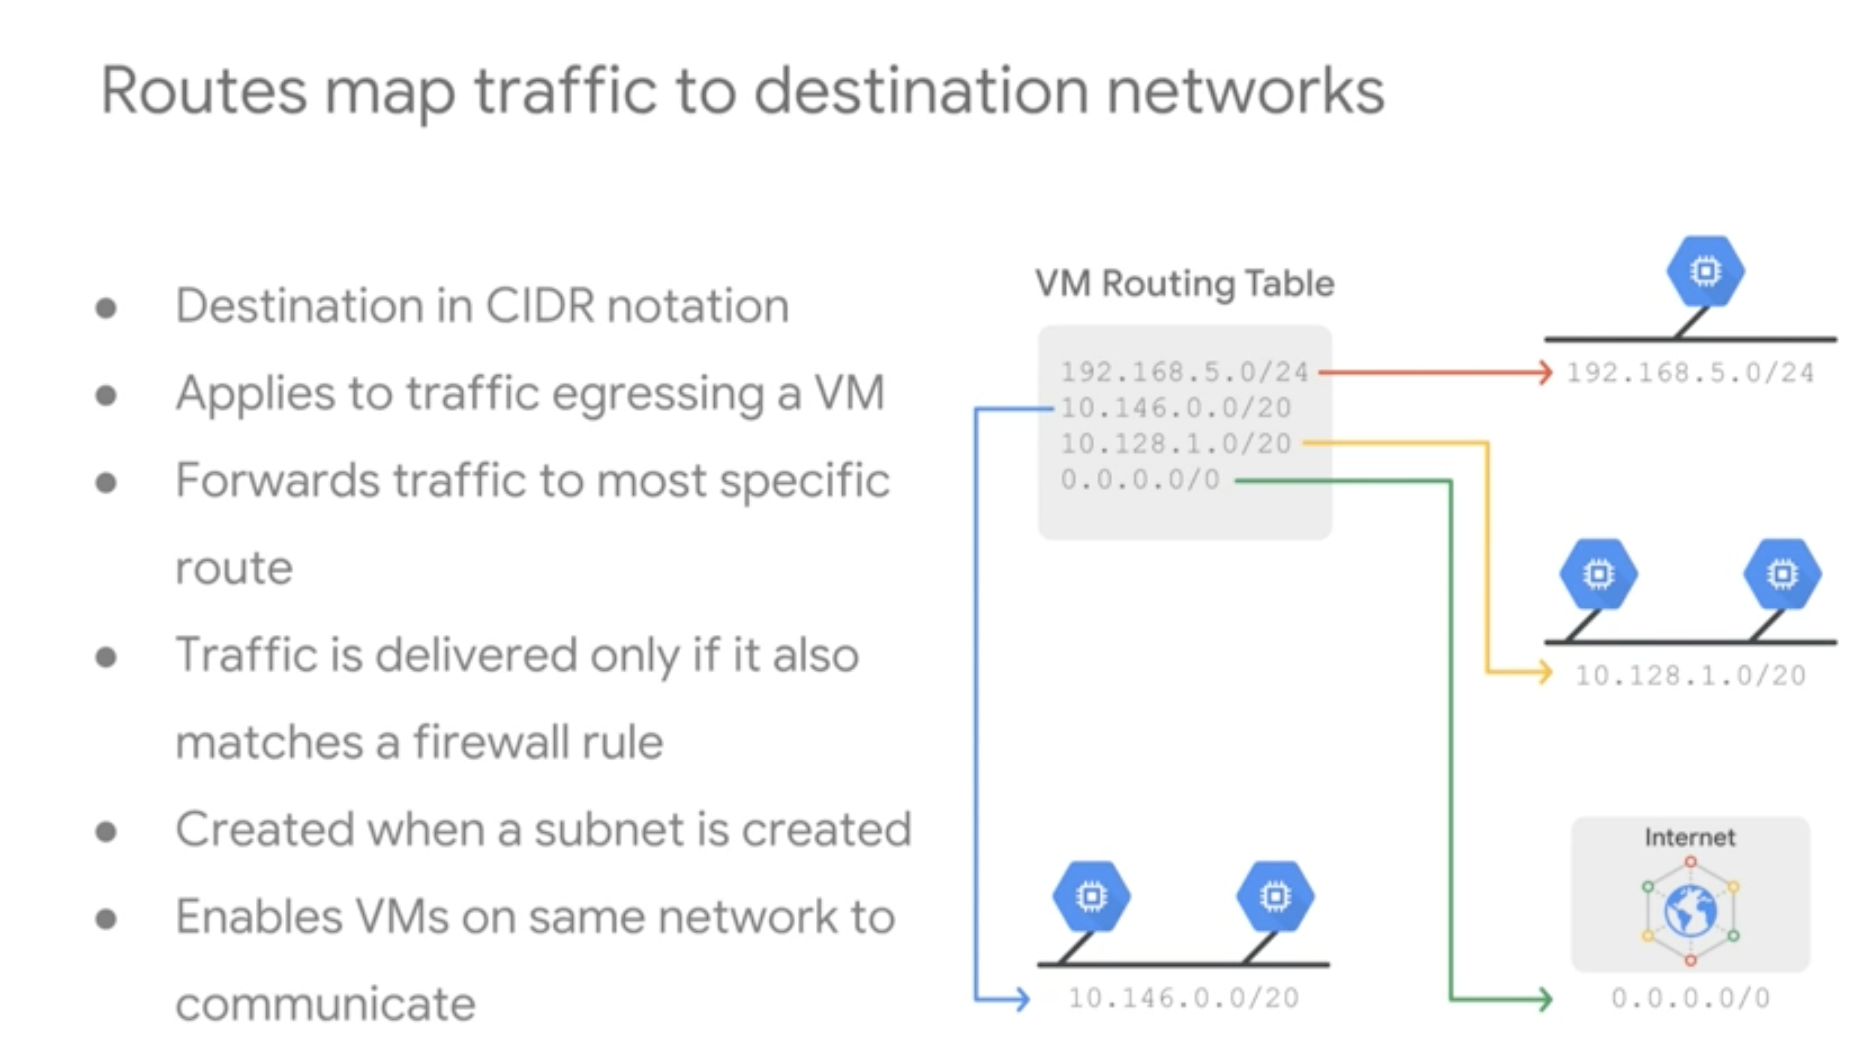 Routes map traffic to destination networks
● Destination in CIDR notation
● Applies to traffic egressing a VM
● Forwards traffic to most specific
route
● Traffic is delivered only if it also
matches a firewall rule
● Created when a subnet is created
● Enables VMs on same network to
communicate
VM Routing Table
192.168.5.0/24
10.146.0.0/20
10.128.1.0/20
0.0.0.0/0
192.168.5.0/24
10.128.1.0/20
10.146.0.0/20
Internet
0.0.0.0/0